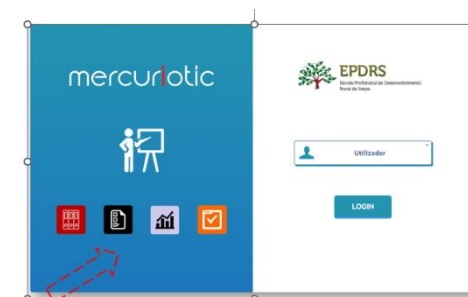 mercuriotic
EPDRS
Escola Profissional de Desenvolvimento
Rural de Serpa
Utilizador
LOGIN